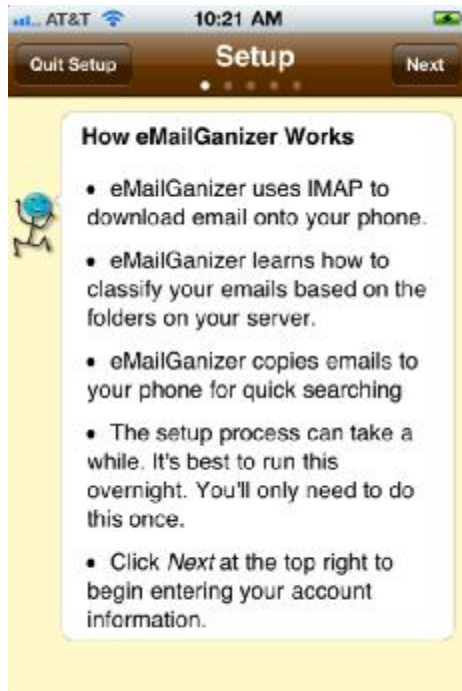 AT&T 10:21 AM
Quit Setup Setup Next
How eMailGanizer Works
• eMailGanizer uses IMAP to
download email onto your phone.
• eMailGanizer learns how to
classify your emails based on the
folders on your server.
• eMailGanizer copies emails to
your phone for quick searching
• The setup process can take a
while. It's best to run this
overnight. You'll only need to do
this once.
• Click Next at the top right to
begin entering your account
information.